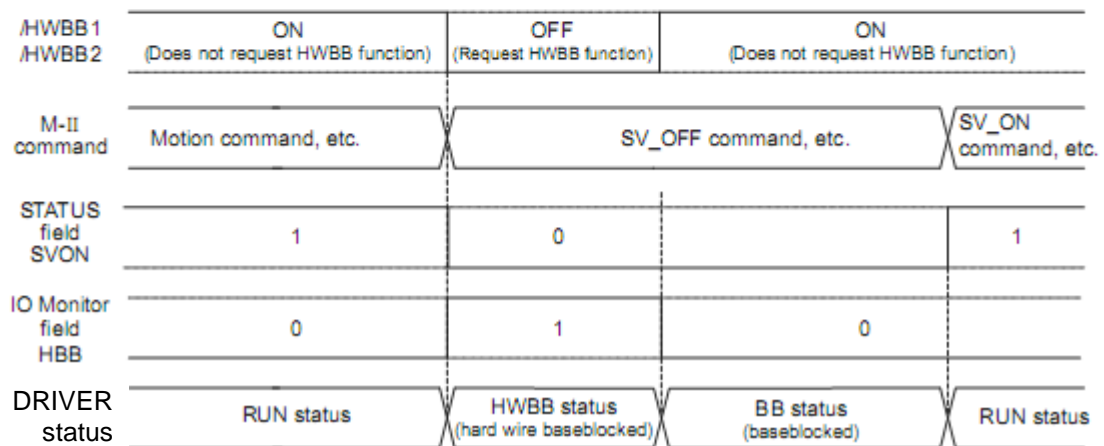 /HWBB1
/HWBB2
ON
(Does not request HWBB function)
OFF
(Request HWBB function)
ON
(Does not request HWBB function)
M-II
command
Motion command, etc.
SV_OFF command, etc.
SV_ON
command, etc.
STATUS
field
SVON
1
0
1
IO Monitor
field
HBB
0
1
0
DRIVER
status
RUN status
HWBB status
(hard wire baseblocked)
BB status
(baseblocked)
RUN status